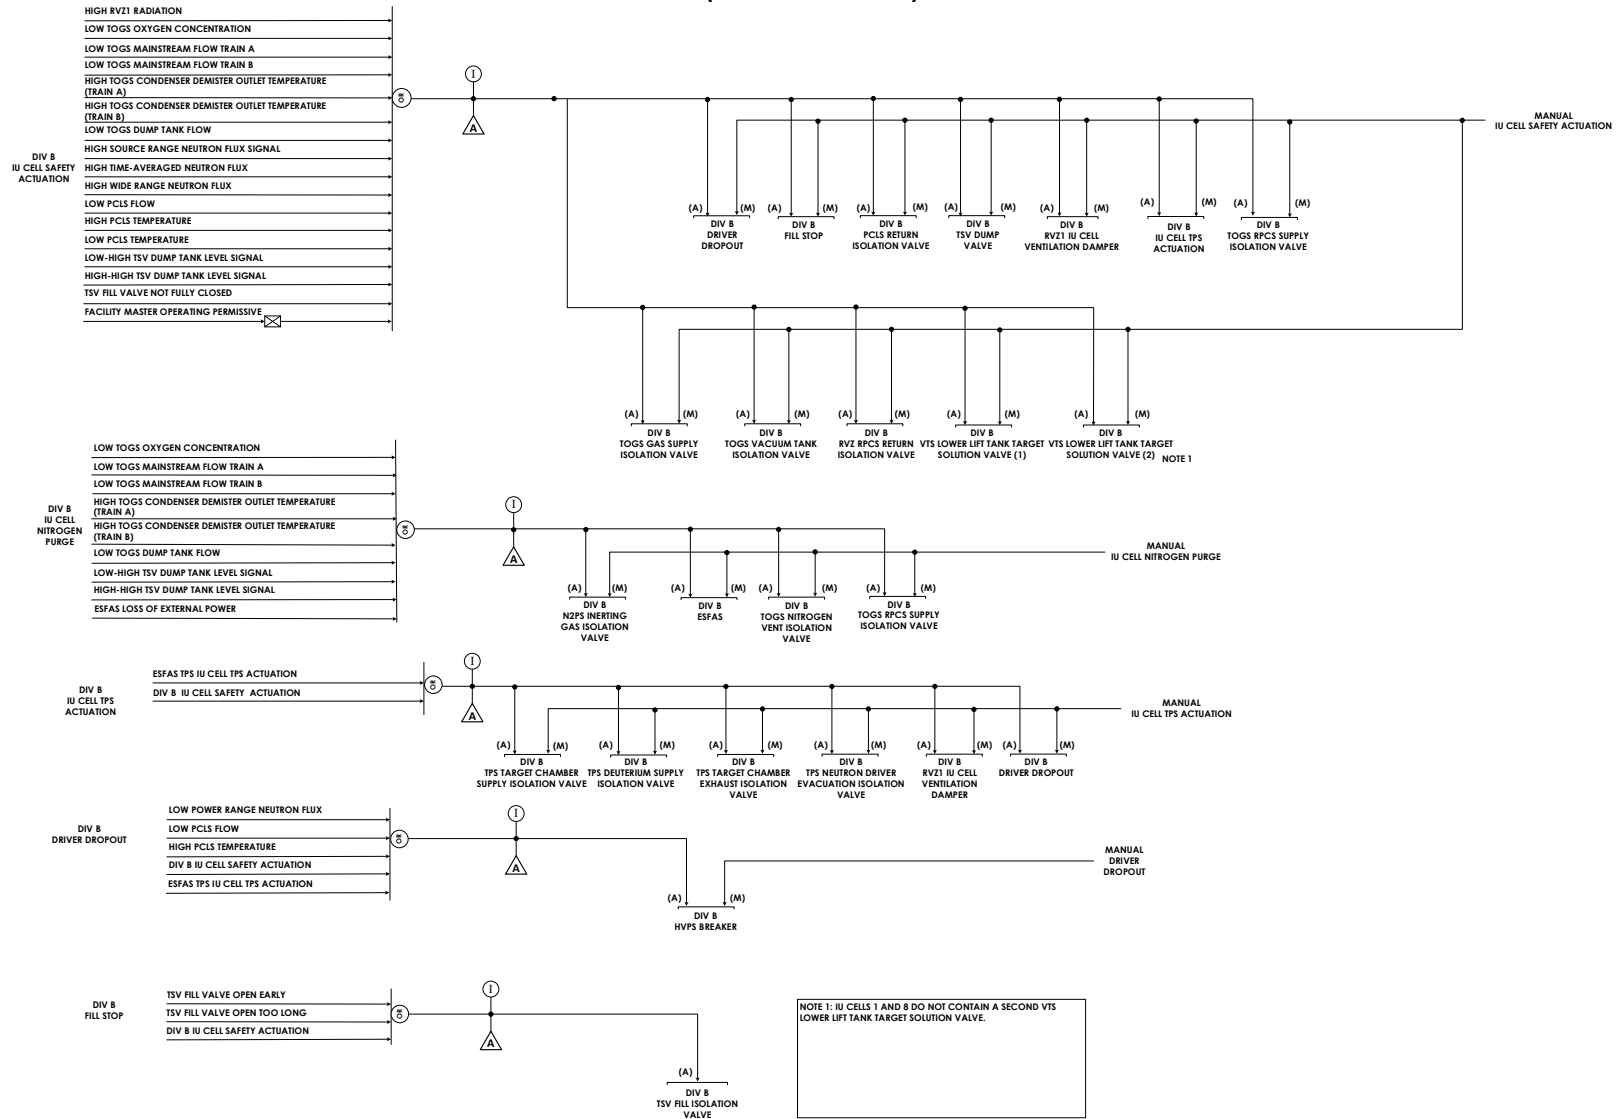 HIGH RVZ1 RADIATION
LOW TOGS OXYGEN CONCENTRATION
LOW TOGS MAINSTREAM FLOW TRAIN A
LOW TOGS MAINSTREAM FLOW TRAIN B
HIGH TOGS CONDENSER DEMISTER OUTLET TEMPERATURE
(TRAIN A)
HIGH TOGS CONDENSER DEMISTER OUTLET TEMPERATURE
(TRAIN B)
LOW TOGS DUMP TANK FLOW
HIGH SOURCE RANGE NEUTRON FLUX SIGNAL
HIGH TIME-AVERAGED NEUTRON FLUX
HIGH WIDE RANGE NEUTRON FLUX
LOW PCLS FLOW
HIGH PCLS TEMPERATURE
LOW PCLS TEMPERATURE
LOW-HIGH TSV DUMP TANK LEVEL SIGNAL
HIGH-HIGH TSV DUMP TANK LEVEL SIGNAL
TSV FILL VALVE NOT FULLY CLOSED
FACILITY MASTER OPERATING PERMISSIVE
DIV B
IU CELL SAFETY
ACTUATION
OR
I
A
MANUAL
IU CELL SAFETY ACTUATION
(A) (M)
DIV B
DRIVER
DROPOUT
(A) (M)
DIV B
FILL STOP
(A) (M)
DIV B
PCLS RETURN
ISOLATION VALVE
(A) (M)
DIV B
TSV DUMP
VALVE
(A) (M)
DIV B
RVZ1 IU CELL
VENTILATION DAMPER
(A) (M)
DIV B
IU CELL TPS
ACTUATION
(A) (M)
DIV B
TOGS RPCS SUPPLY
ISOLATION VALVE
(A) (M)
DIV B
TOGS GAS SUPPLY
ISOLATION VALVE
(A) (M)
DIV B
TOGS VACUUM TANK
ISOLATION VALVE
(A) (M)
DIV B
RVZ RPCS RETURN
ISOLATION VALVE
(A) (M)
DIV B
VTS LOWER LIFT TANK TARGET
SOLUTION VALVE (1)
(A) (M)
DIV B
VTS LOWER LIFT TANK TARGET
SOLUTION VALVE (2)
NOTE 1
DIV B
IU CELL
NITROGEN
PURGE
LOW TOGS OXYGEN CONCENTRATION
LOW TOGS MAINSTREAM FLOW TRAIN A
LOW TOGS MAINSTREAM FLOW TRAIN B
HIGH TOGS CONDENSER DEMISTER OUTLET TEMPERATURE
(TRAIN A)
HIGH TOGS CONDENSER DEMISTER OUTLET TEMPERATURE
(TRAIN B)
LOW TOGS DUMP TANK FLOW
LOW-HIGH TSV DUMP TANK LEVEL SIGNAL
HIGH-HIGH TSV DUMP TANK LEVEL SIGNAL
ESFAS LOSS OF EXTERNAL POWER
OR
I
A
MANUAL
IU CELL NITROGEN PURGE
(A) (M)
DIV B
N2PS INERTING
GAS ISOLATION
VALVE
(A) (M)
DIV B
ESFAS
(A) (M)
DIV B
TOGS NITROGEN
VENT ISOLATION
VALVE
(A) (M)
DIV B
TOGS RPCS SUPPLY
ISOLATION VALVE
DIV B
IU CELL TPS
ACTUATION
ESFAS TPS IU CELL TPS ACTUATION
DIV B IU CELL SAFETY ACTUATION
OR
I
A
MANUAL
IU CELL TPS ACTUATION
(A) (M)
DIV B
TPS TARGET CHAMBER
SUPPLY ISOLATION VALVE
(A) (M)
DIV B
TPS DEUTERIUM SUPPLY
ISOLATION VALVE
(A) (M)
DIV B
TPS TARGET CHAMBER
EXHAUST ISOLATION
VALVE
(A) (M)
DIV B
TPS NEUTRON DRIVER
EVACUATION ISOLATION
VALVE
(A) (M)
DIV B
RVZ1 IU CELL
VENTILATION
DAMPER
(A) (M)
DIV B
DRIVER DROPOUT
DIV B
DRIVER DROPOUT
LOW POWER RANGE NEUTRON FLUX
LOW PCLS FLOW
HIGH PCLS TEMPERATURE
DIV B IU CELL SAFETY ACTUATION
ESFAS TPS IU CELL TPS ACTUATION
OR
I
A
MANUAL
DRIVER
DROPOUT
(A) (M)
DIV B
HVPS BREAKER
DIV B
FILL STOP
TSV FILL VALVE OPEN EARLY
TSV FILL VALVE OPEN TOO LONG
DIV B IU CELL SAFETY ACTUATION
OR
I
A
(A)
DIV B
TSV FILL ISOLATION
VALVE
NOTE 1: IU CELLS 1 AND 8 DO NOT CONTAIN A SECOND VTS
LOWER LIFT TANK TARGET SOLUTION VALVE.